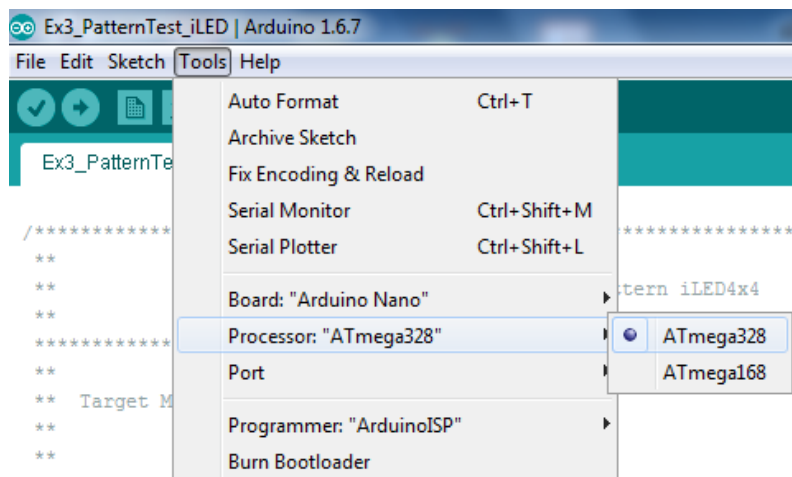 Ex3_PatternTest_iLED | Arduino 1.6.7
File Edit Sketch Tools Help
Ex3_PatternTe
Auto Format Ctrl+T
Archive Sketch
Fix Encoding & Reload
Serial Monitor Ctrl+Shift+M
Serial Plotter Ctrl+Shift+L
Board: "Arduino Nano"
Processor: "ATmega328"
Port
Programmer: "ArduinoISP"
Burn Bootloader
ATmega328
ATmega168
/************
**
** ttern iLED4x4
**
************
**
** Target M
**
**